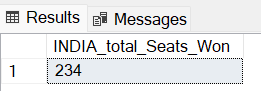 Results Messages
INDIA_total_Seats_Won
1 234